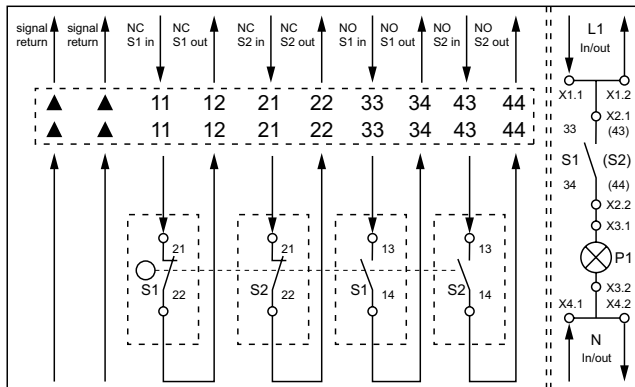 signal return
signal return
NC S1 in
NC S1 out
NC S2 in
NC S2 out
NO S1 in
NO S1 out
NO S2 in
NO S2 out
▲ ▲ 11 12 21 22 33 34 43 44
▲ ▲ 11 12 21 22 33 34 43 44
21 21 13 13
S1 S2 S1 S2
22 22 14 14
L1
In/out
X1.1 X1.2
X2.1
33 (43)
S1 (S2)
34 (44)
X2.2
X3.1
P1
X3.2
X4.1 X4.2
N
In/out